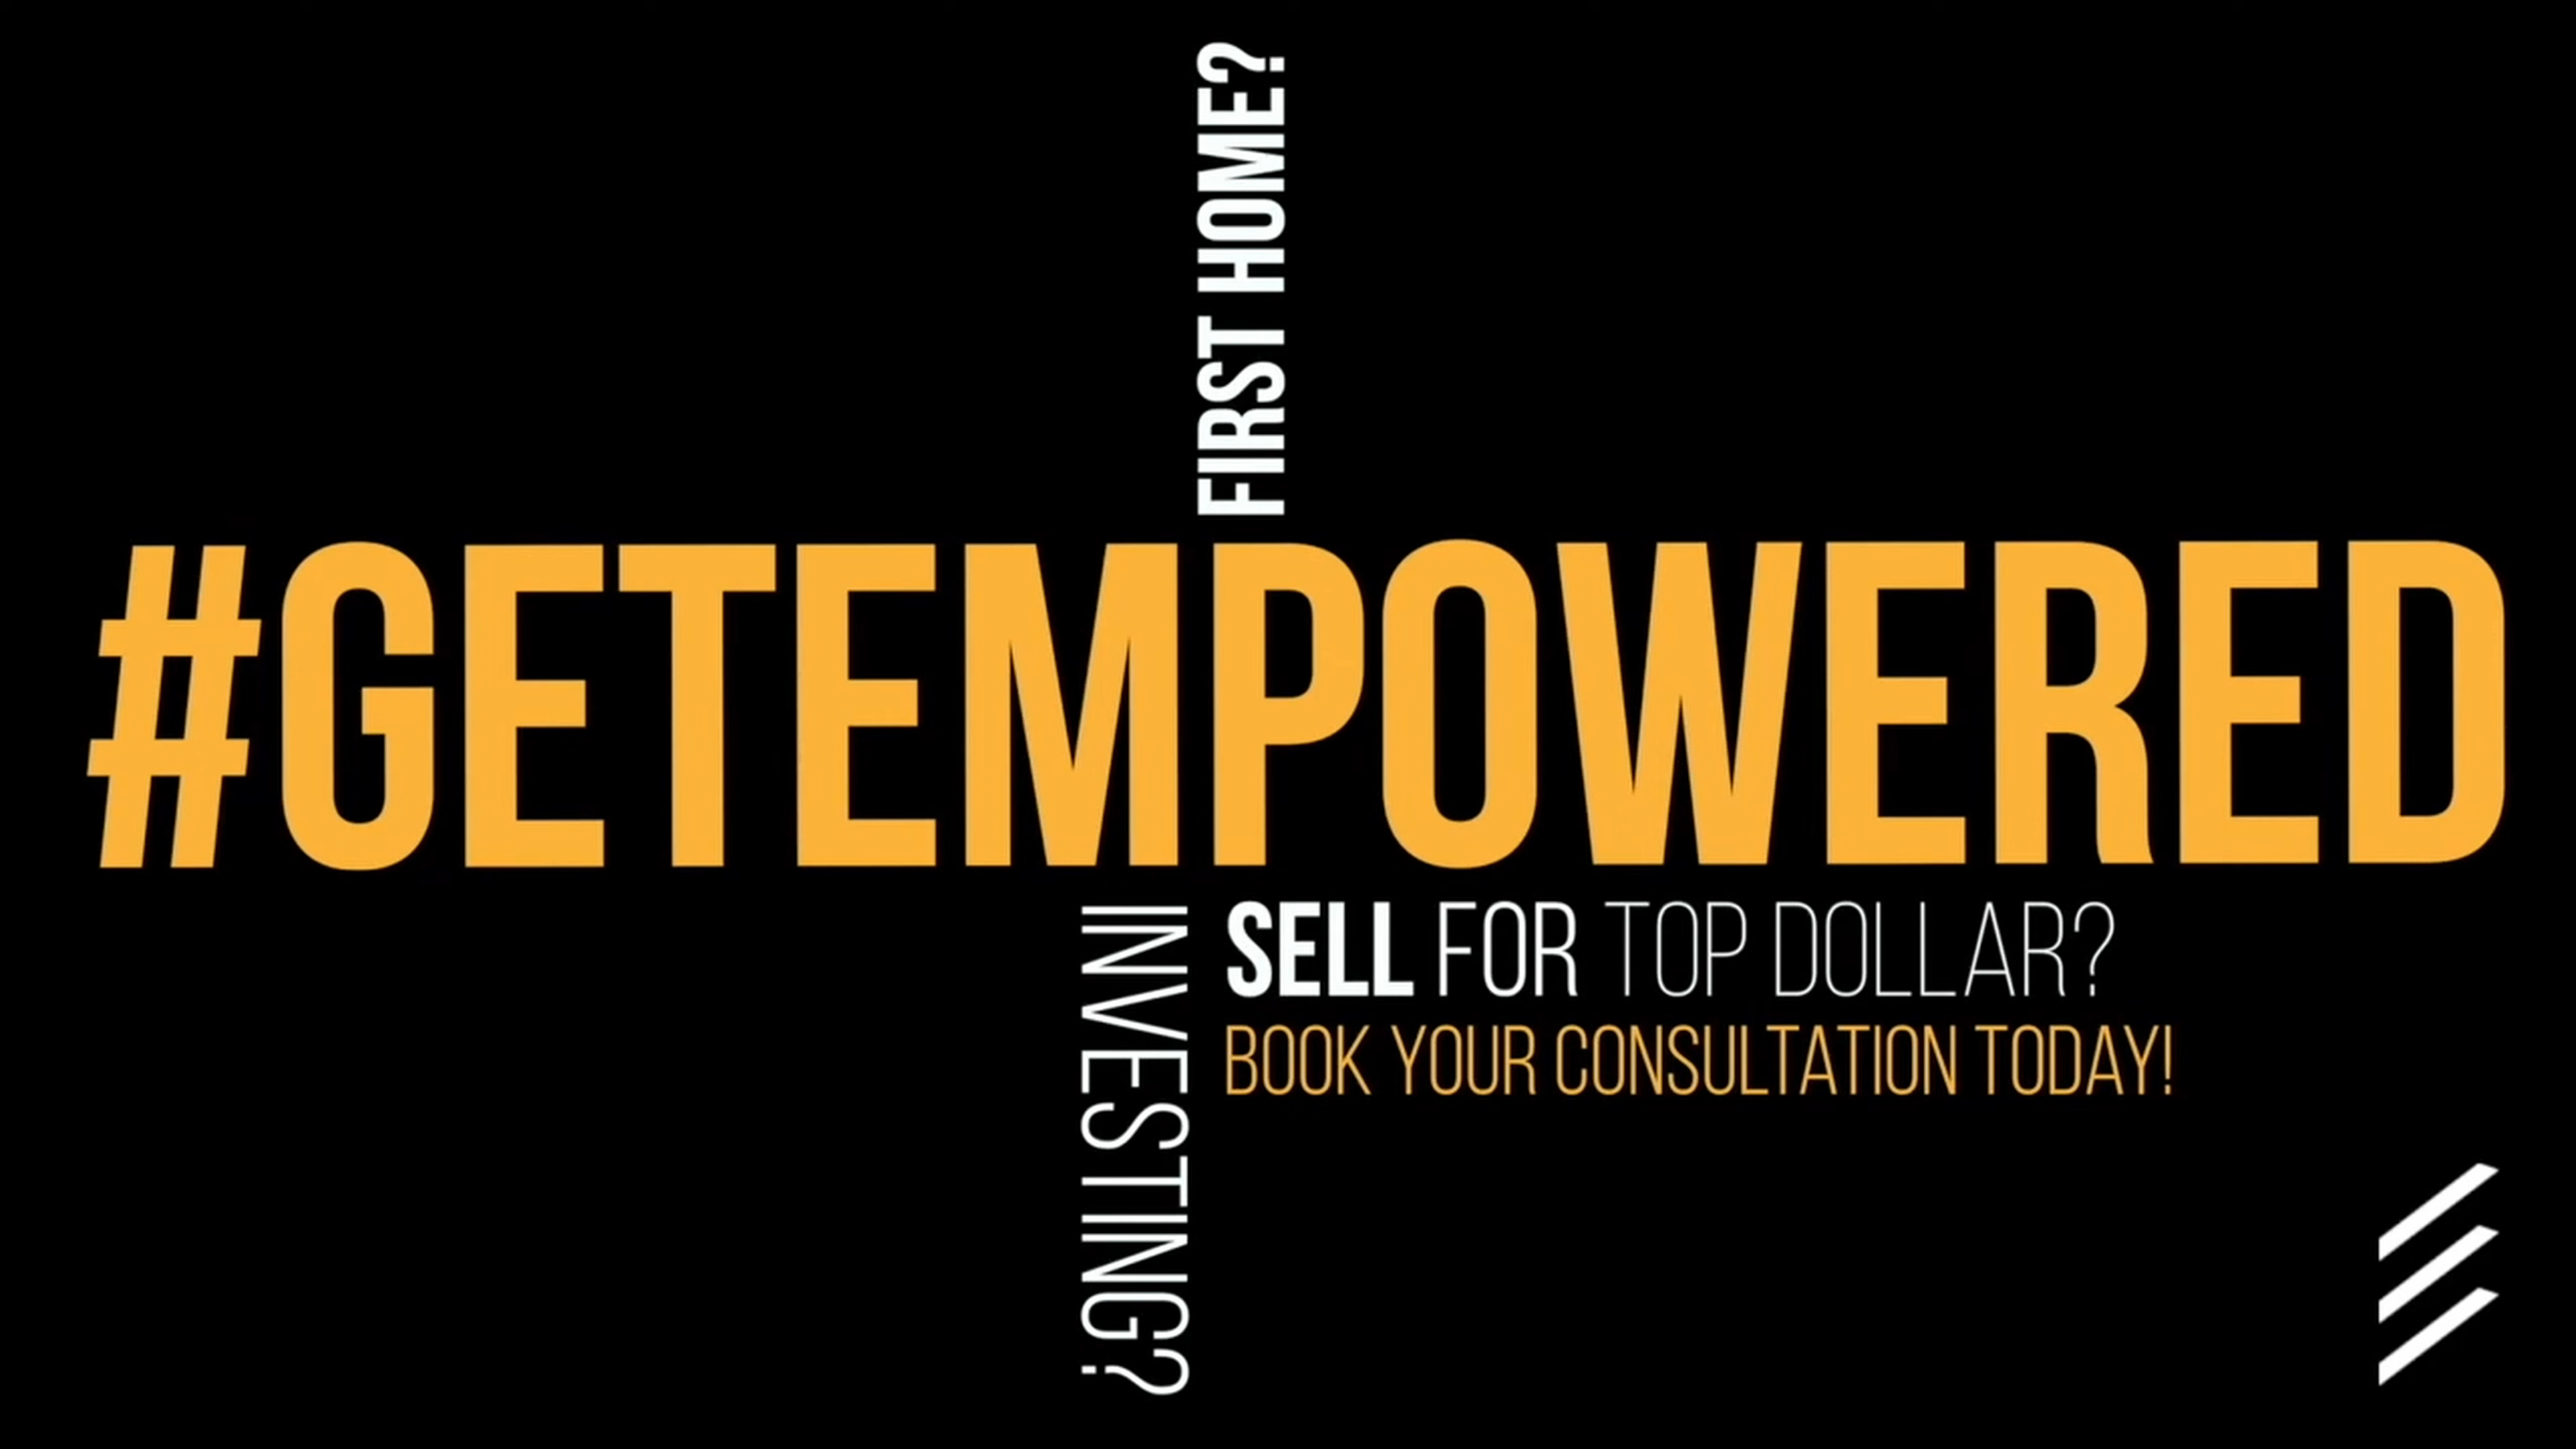 FIRST HOME?
#GETEMPOWERED
INVESTING?
SELL FOR TOP DOLLAR?
BOOK YOUR CONSULTATION TODAY!